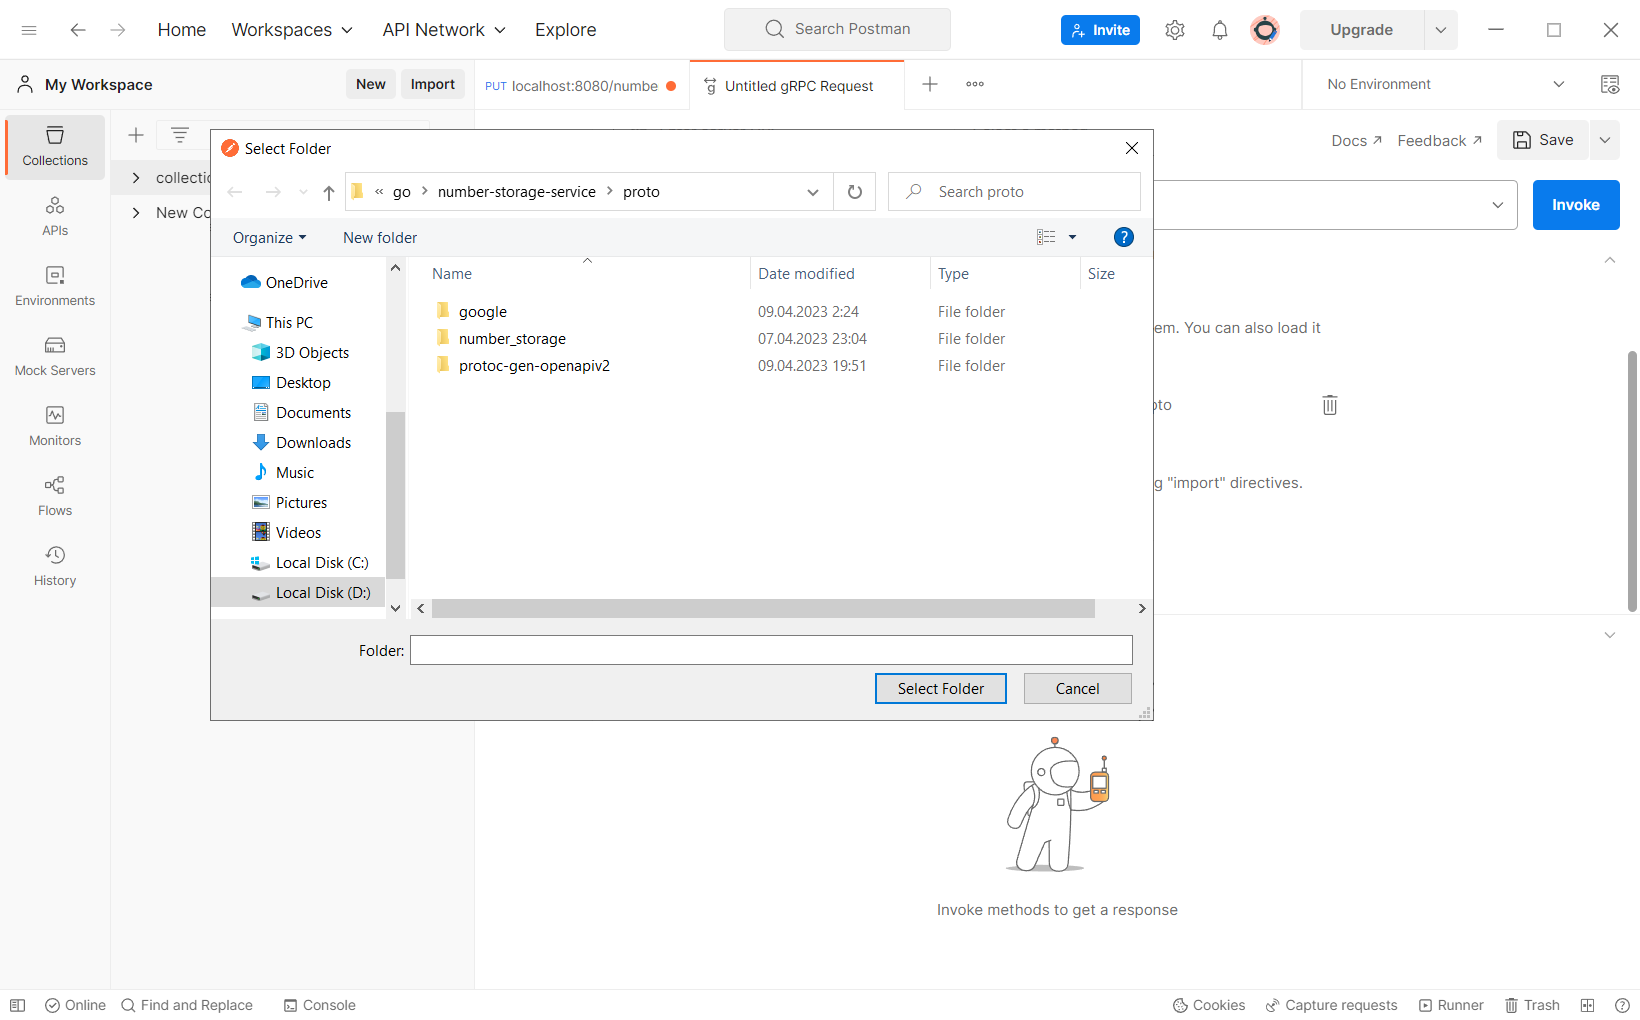 Home Workspaces API Network Explore Search Postman Invite Upgrade
My Workspace New Import PUT localhost:8080/numbe Untitled gRPC Request No Environment
Collections
APIs
Environments
Mock Servers
Monitors
Flows
History
collectio
New Co
Docs Feedback Save
Invoke
em. You can also load it
oto
g "import" directives.
Select Folder
« go number-storage-service proto Search proto
Organize New folder ?
Name Date modified Type Size
OneDrive
This PC
3D Objects
Desktop
Documents
Downloads
Music
Pictures
Videos
Local Disk (C:)
Local Disk (D:)
google 09.04.2023 2:24 File folder
number_storage 07.04.2023 23:04 File folder
protoc-gen-openapiv2 09.04.2023 19:51 File folder
Folder:
Select Folder Cancel
Invoke methods to get a response
Online Find and Replace Console Cookies Capture requests Runner Trash